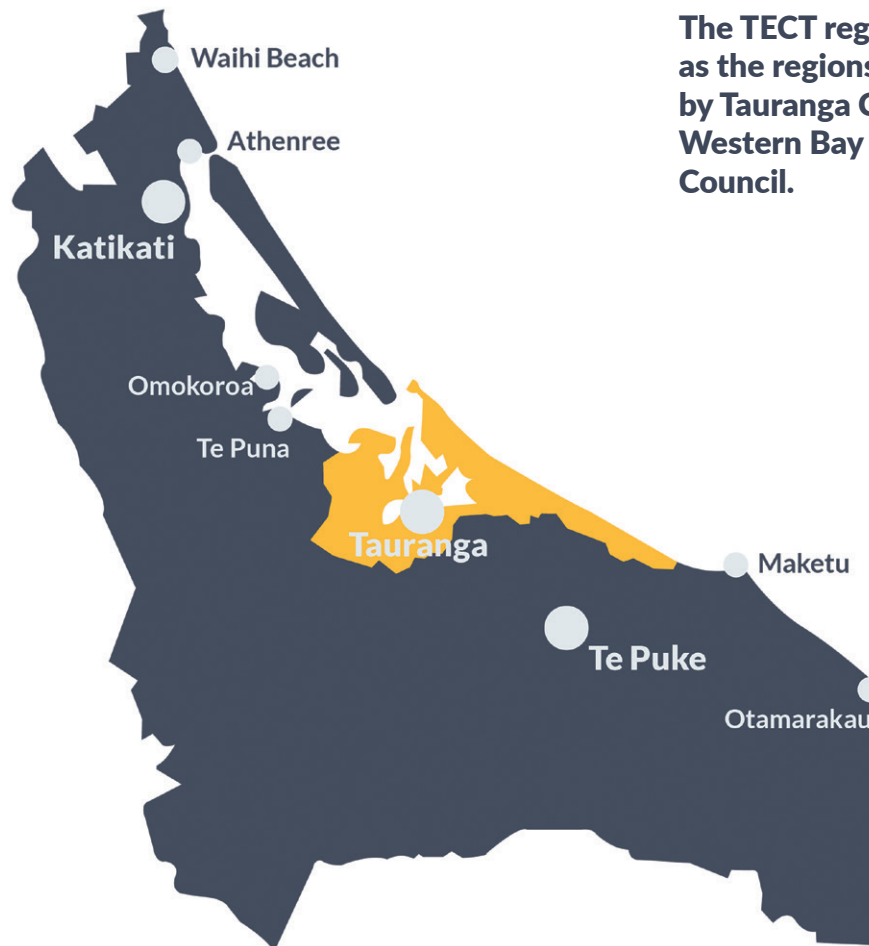 The TECT reg
as the regions
by Tauranga C
Western Bay
Council.
Waihi Beach
Athenree
Katikati
Omokoroa
Te Puna
Tauranga
Maketu
Te Puke
Otamarakau